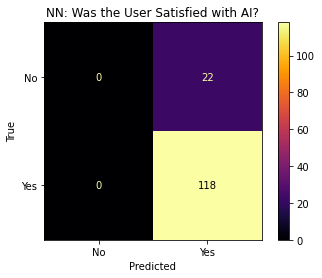 NN: Was the User Satisfied with AI?
No
0
22
Yes
0
118
No
Yes
True
Predicted
100
80
60
40
20
0